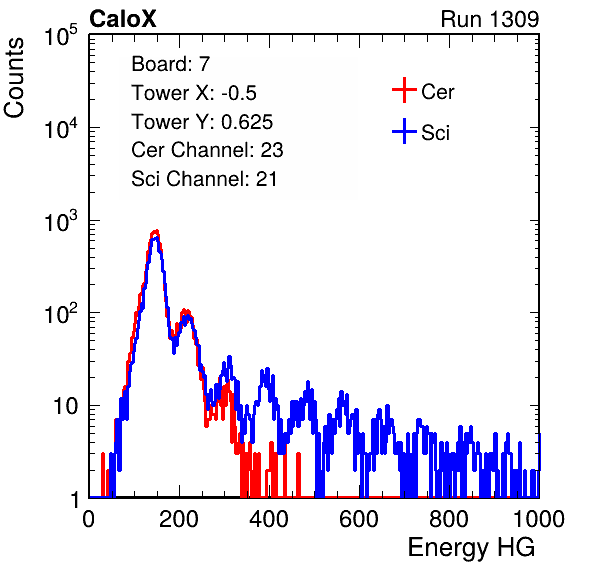 CaloX
Run 1309
Counts
10^5
10^4
10^3
10^2
10
1
Board: 7
Tower X: -0.5
Tower Y: 0.625
Cer Channel: 23
Sci Channel: 21
Cer
Sci
0 200 400 600 800 1000
Energy HG